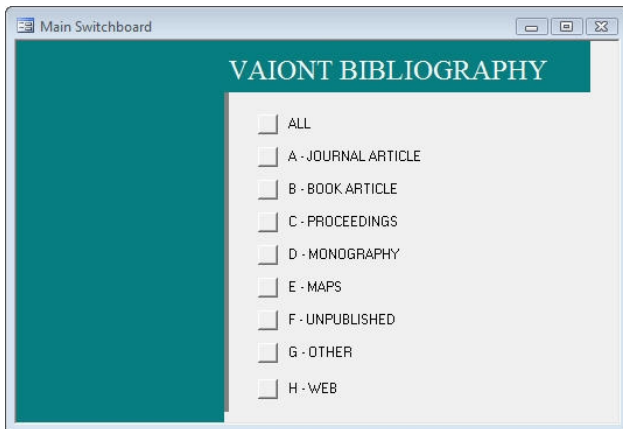 Main Switchboard
VAIONT BIBLIOGRAPHY
ALL
A - JOURNAL ARTICLE
B - BOOK ARTICLE
C - PROCEEDINGS
D - MONOGRAPHY
E - MAPS
F - UNPUBLISHED
G - OTHER
H - WEB